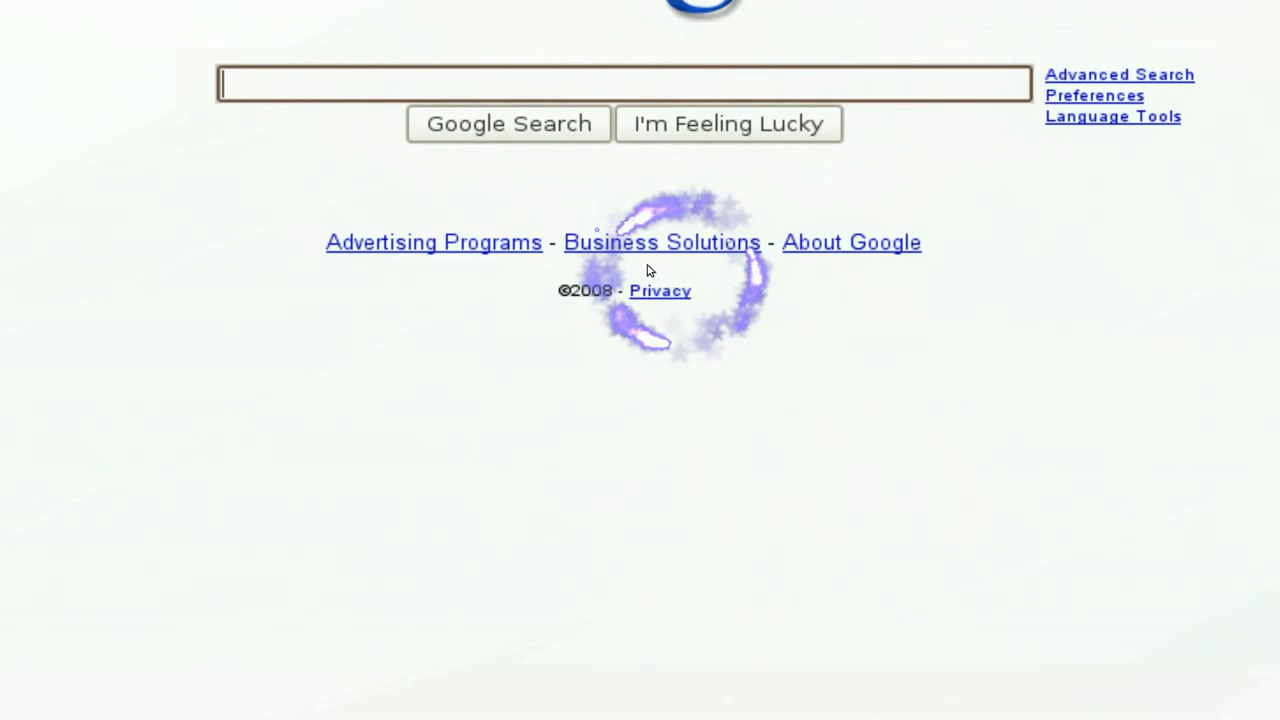 Advanced Search
Preferences
Language Tools
Google Search I'm Feeling Lucky
Advertising Programs - Business Solutions - About Google
©2008 - Privacy